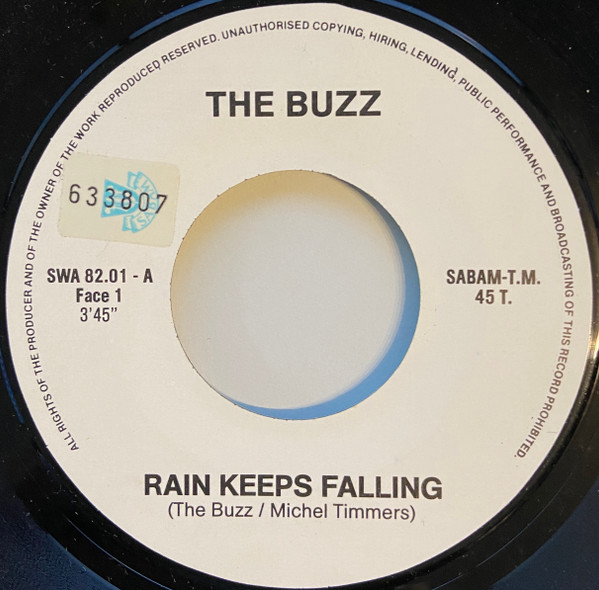 ALL RIGHTS OF THE PRODUCER AND OF THE OWNER OF THE WORK REPRODUCED RESERVED. UNAUTHORISED COPYING, HIRING, LENDING, PUBLIC PERFORMANCE AND BROADCASTING OF THIS RECORD PROHIBITED.
THE BUZZ
633807
SWA 82.01 - A
Face 1
3'45"
SABAM-T.M.
45 T.
RAIN KEEPS FALLING
(The Buzz / Michel Timmers)